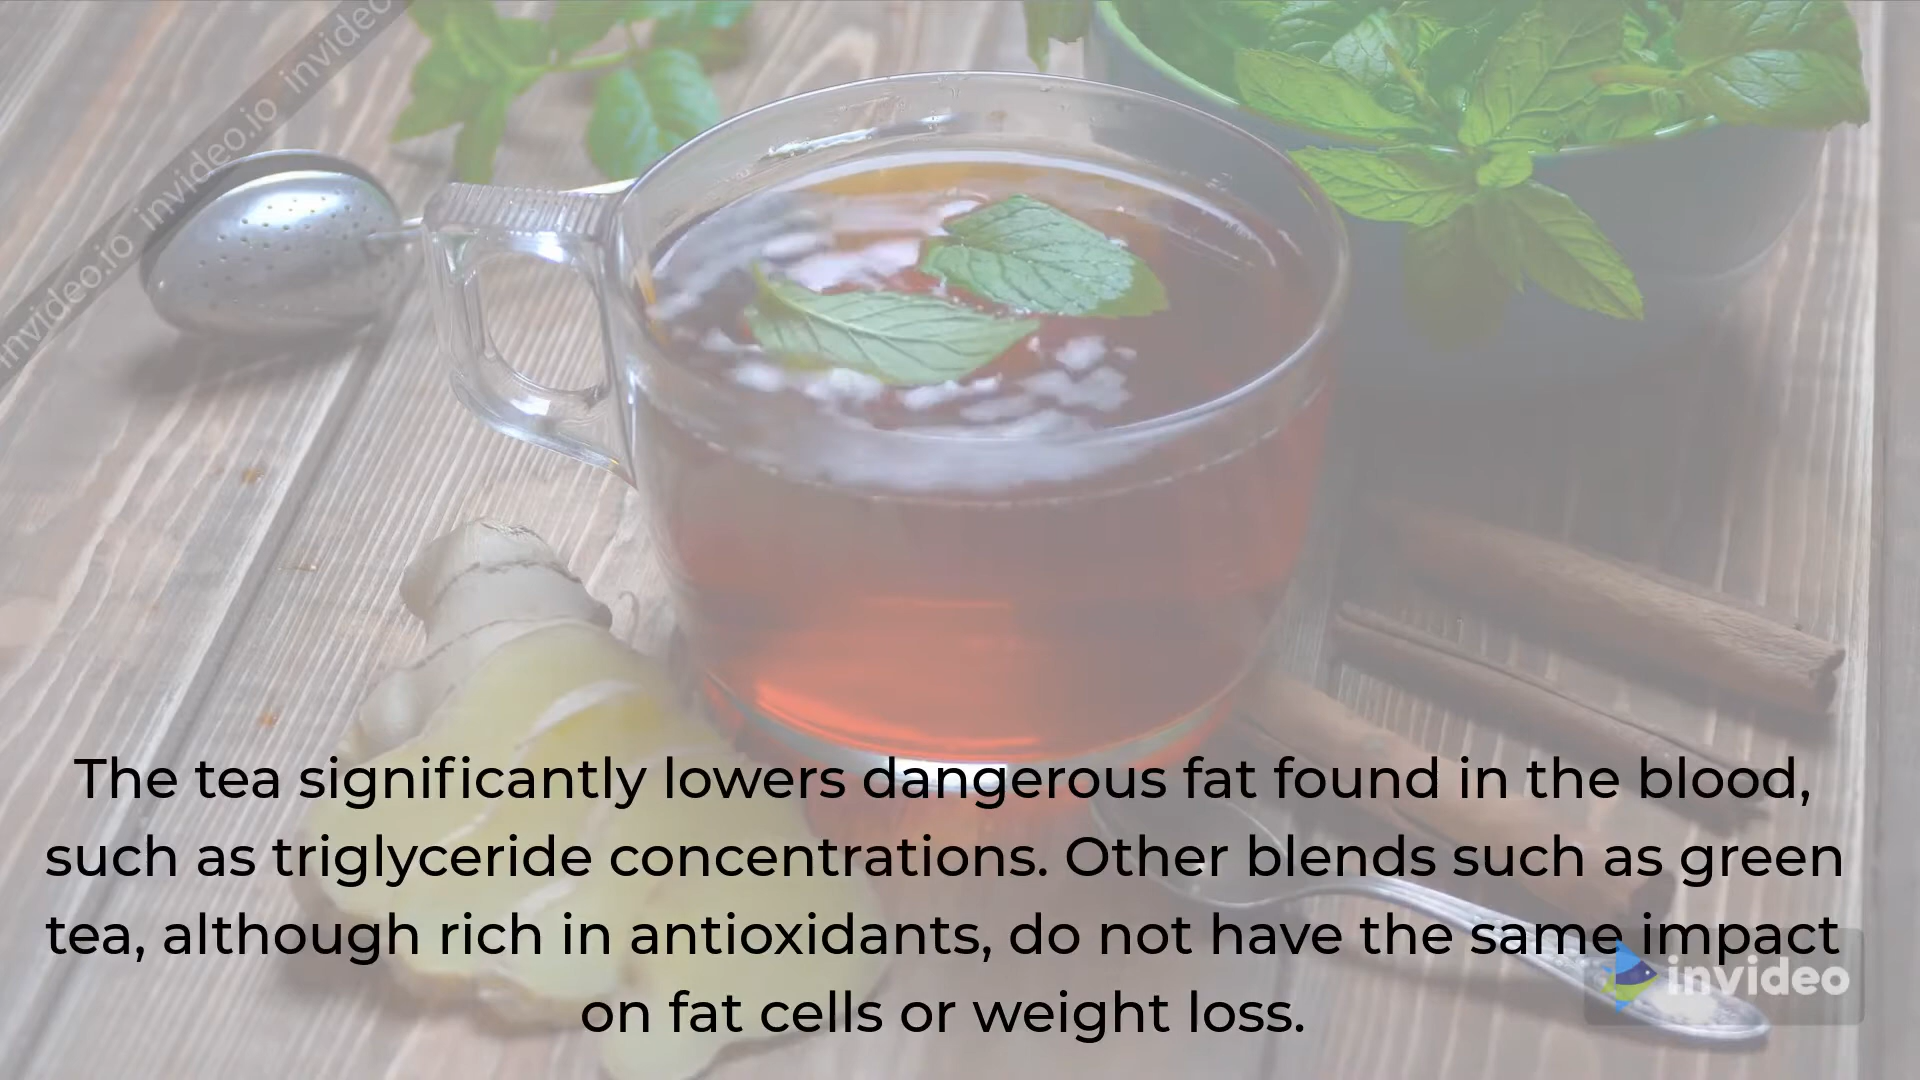 invideo.io invideo.io invideo
The tea significantly lowers dangerous fat found in the blood,
such as triglyceride concentrations. Other blends such as green
tea, although rich in antioxidants, do not have the same impact
on fat cells or weight loss.
invideo